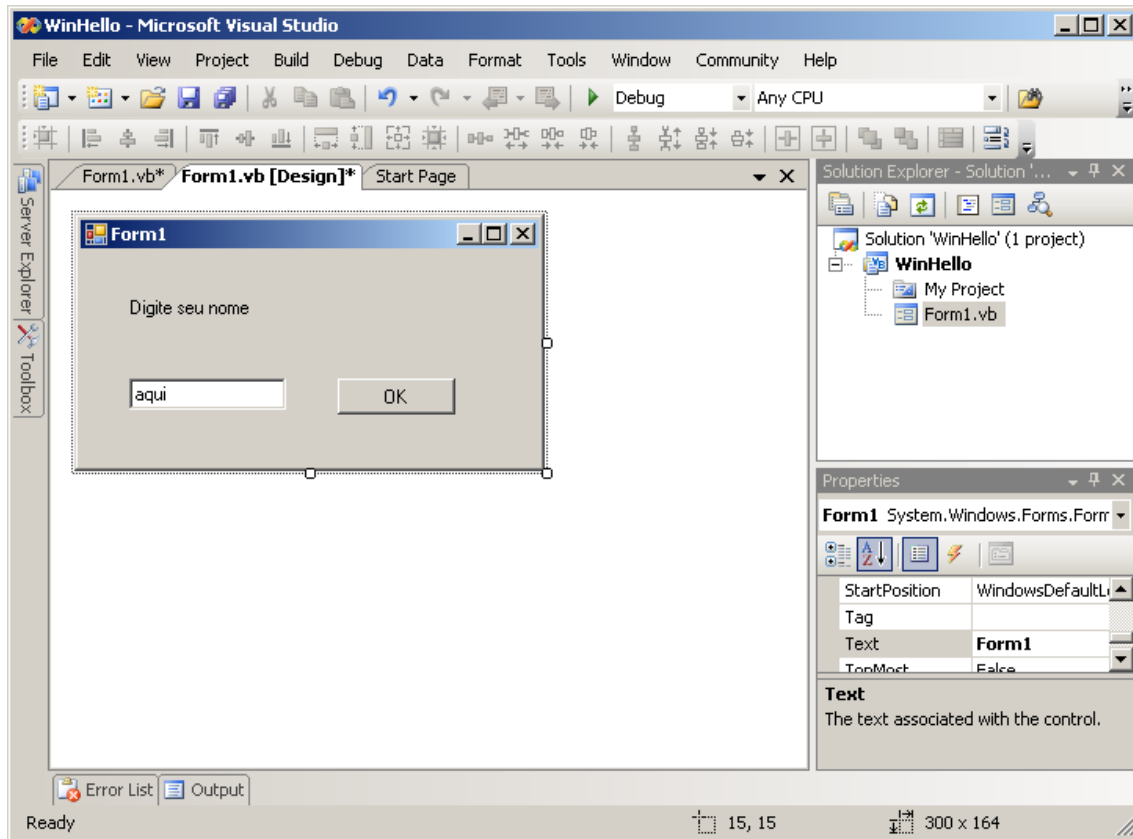 WinHello - Microsoft Visual Studio
File Edit View Project Build Debug Data Format Tools Window Community Help
Debug Any CPU
Form1.vb* Form1.vb [Design]* Start Page
Server Explorer
Toolbox
Form1
Digite seu nome
aqui
OK
Solution Explorer - Solution '...
Solution 'WinHello' (1 project)
WinHello
My Project
Form1.vb
Properties
Form1 System.Windows.Forms.Form
StartPosition WindowsDefaultL
Tag
Text Form1
TopMost False
Text
The text associated with the control.
Error List Output
Ready 15, 15 300 x 164